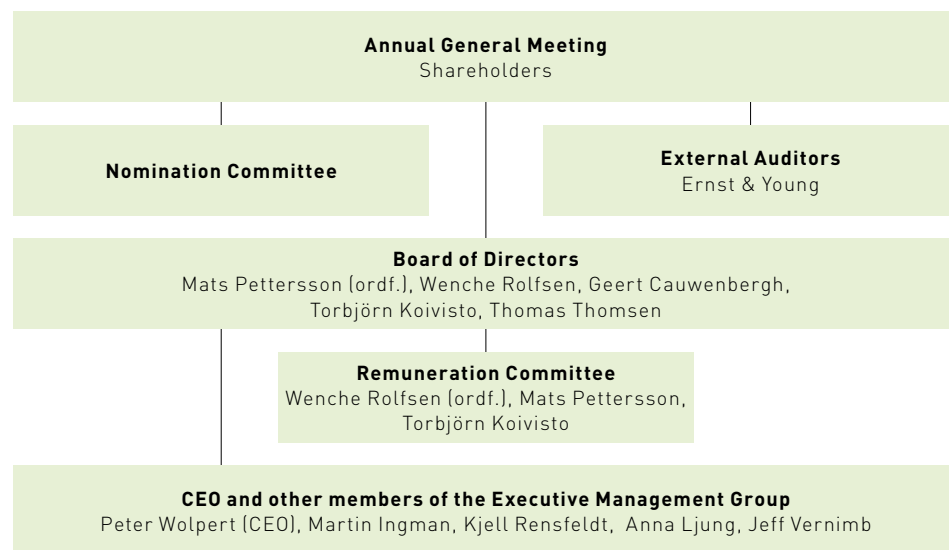 Annual General Meeting
Shareholders
Nomination Committee
External Auditors
Ernst & Young
Board of Directors
Mats Pettersson (ordf.), Wenche Rolfsen, Geert Cauwenbergh,
Torbjörn Koivisto, Thomas Thomsen
Remuneration Committee
Wenche Rolfsen (ordf.), Mats Pettersson,
Torbjörn Koivisto
CEO and other members of the Executive Management Group
Peter Wolpert (CEO), Martin Ingman, Kjell Rensfeldt, Anna Ljung, Jeff Vernimb